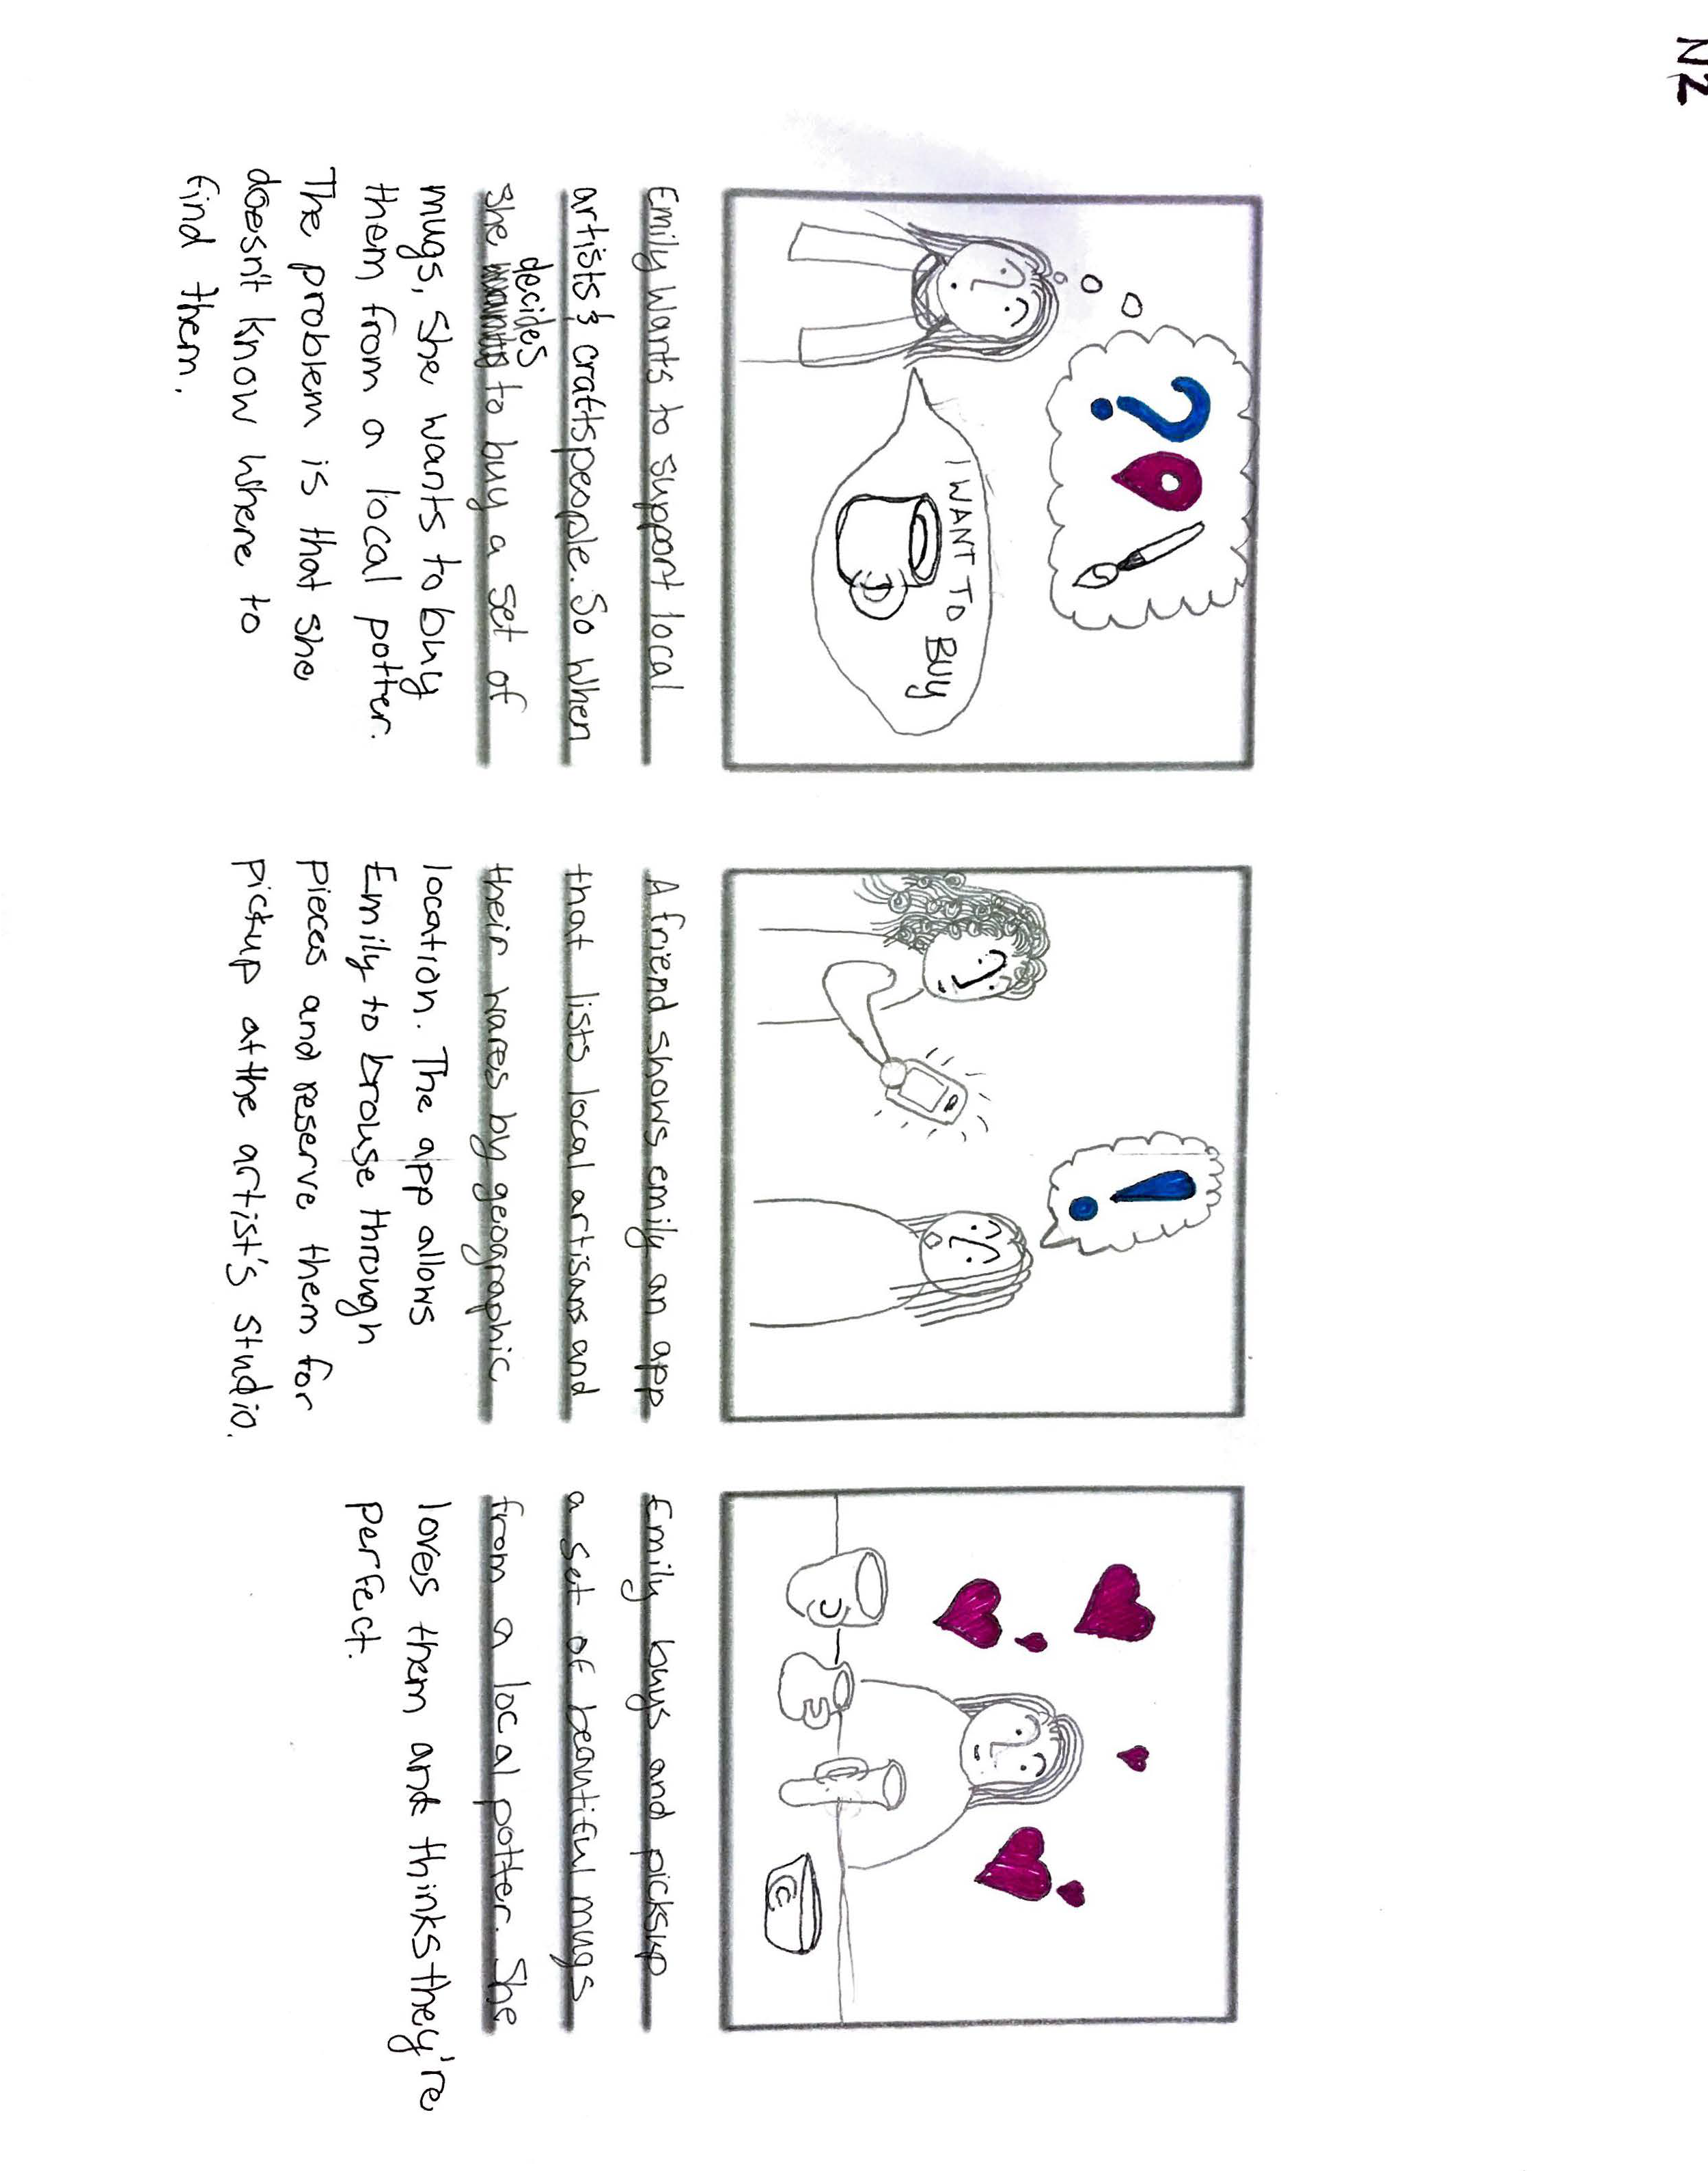 N2
I WANT TO BUY
Emily wants to support local
artists & craftspeople. So when
decides
she to buy a set of
mugs, she wants to buy
them from a local potter.
The problem is that she
doesn't know where to
find them.
A friend shows emily an app
that lists local artisans and
their wares by geographic
location. The app allows
Emily to browse through
pieces and reserve them for
pickup at the artist's studio.
Emily buys and picks up
a set of beautiful mugs
from a local potter. She
loves them and thinks they're
perfect.